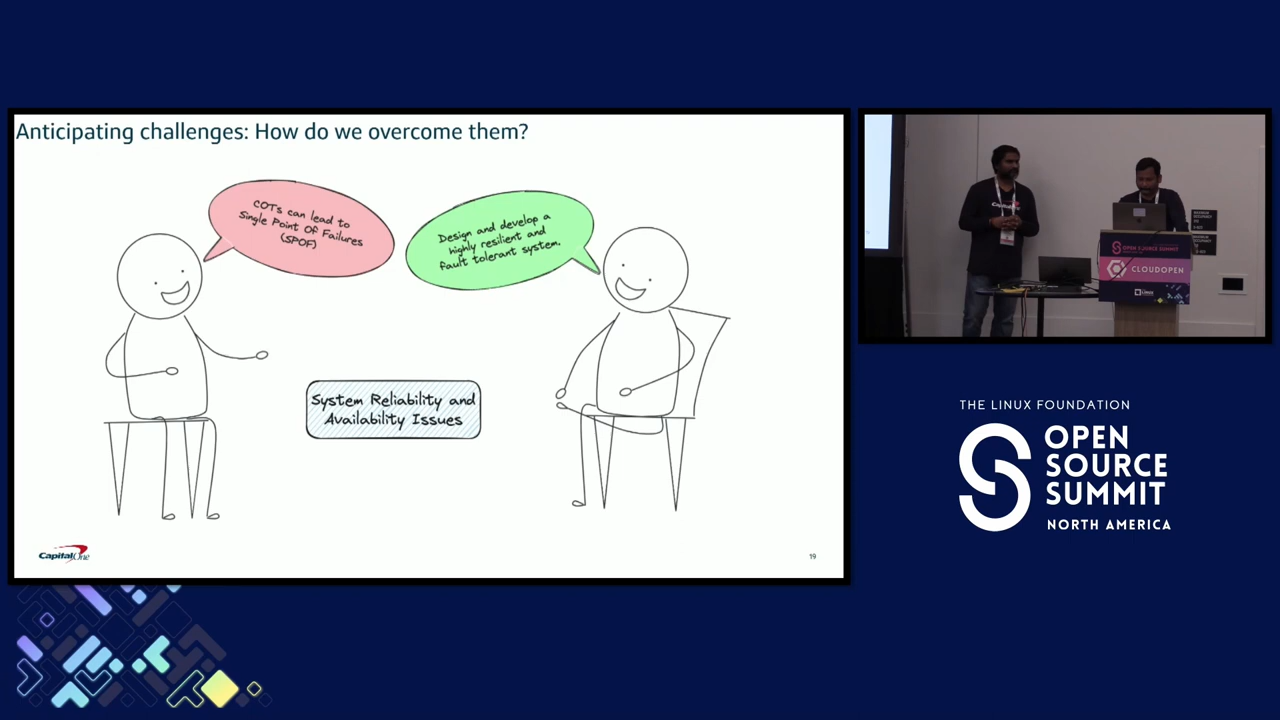 Anticipating challenges: How do we overcome them?
COTs can lead to
Single Point Of Failures
(SPOF)
Design and develop a
highly resilient and
fault tolerant system.
System Reliability and
Availability Issues
Capital One
19
OPEN SOURCE SUMMIT
CLOUDOPEN
THE LINUX FOUNDATION
OPEN
SOURCE
SUMMIT
NORTH AMERICA